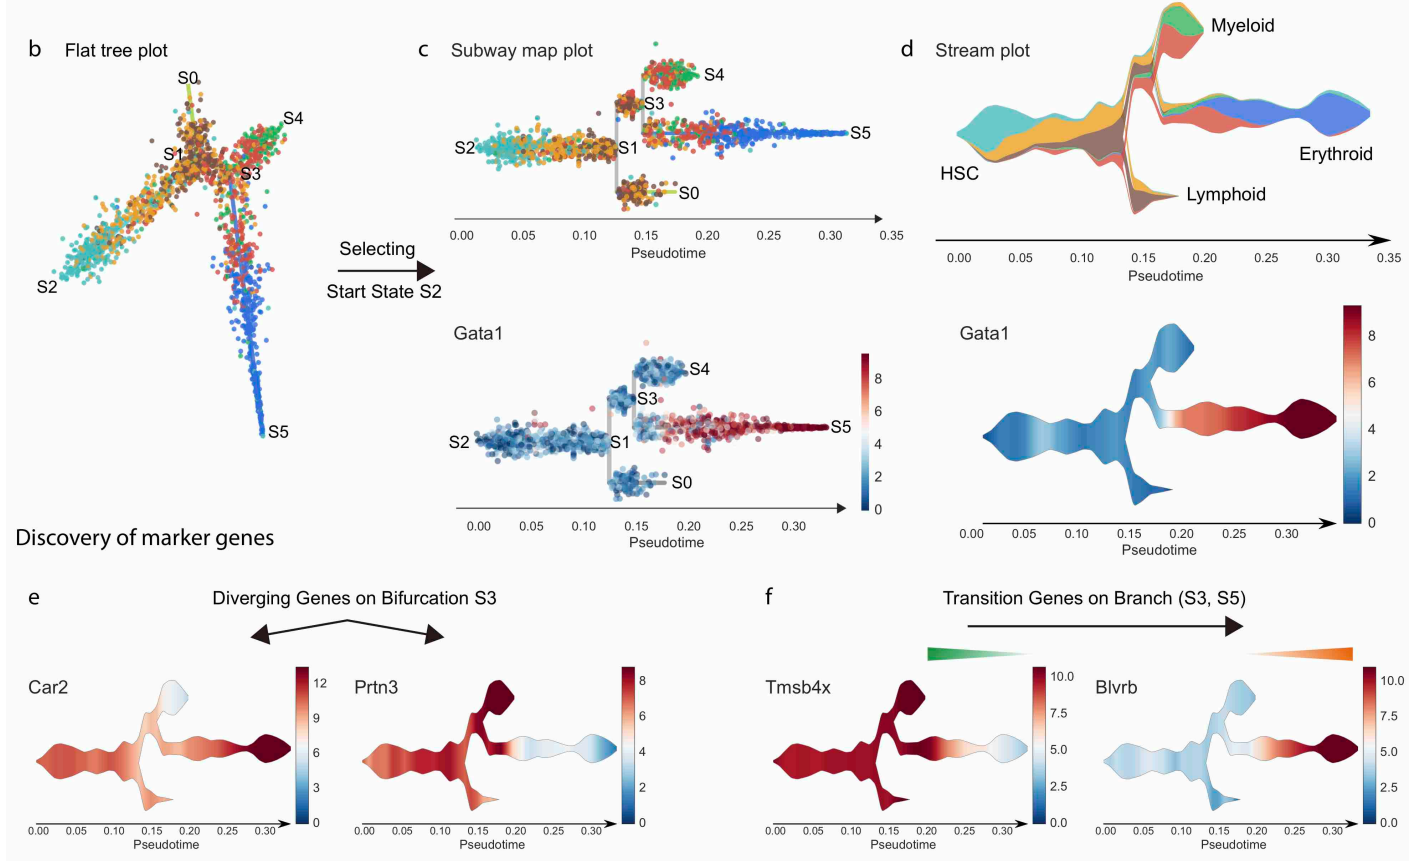 b Flat tree plot
S0
S4
S1
S3
S2
S5
Selecting
Start State S2
c Subway map plot
S4
S3
S2
S1
S5
S0
0.00 0.05 0.10 0.15 0.20 0.25 0.30 0.35
Pseudotime
d Stream plot
Myeloid
Erythroid
HSC
Lymphoid
0.00 0.05 0.10 0.15 0.20 0.25 0.30 0.35
Pseudotime
Gata1
S4
S3
S2
S1
S5
S0
8
6
4
2
0
0.00 0.05 0.10 0.15 0.20 0.25 0.30
Pseudotime
Gata1
8
6
4
2
0
0.00 0.05 0.10 0.15 0.20 0.25 0.30
Pseudotime
Discovery of marker genes
e Diverging Genes on Bifurcation S3
Car2
12
9
6
3
0
0.00 0.05 0.10 0.15 0.20 0.25 0.30
Pseudotime
Prtn3
8
6
4
2
0
0.00 0.05 0.10 0.15 0.20 0.25 0.30
Pseudotime
f Transition Genes on Branch (S3, S5)
Tmsb4x
10.0
7.5
5.0
2.5
0.0
0.00 0.05 0.10 0.15 0.20 0.25 0.30
Pseudotime
Blvrb
10.0
7.5
5.0
2.5
0.0
0.00 0.05 0.10 0.15 0.20 0.25 0.30
Pseudotime